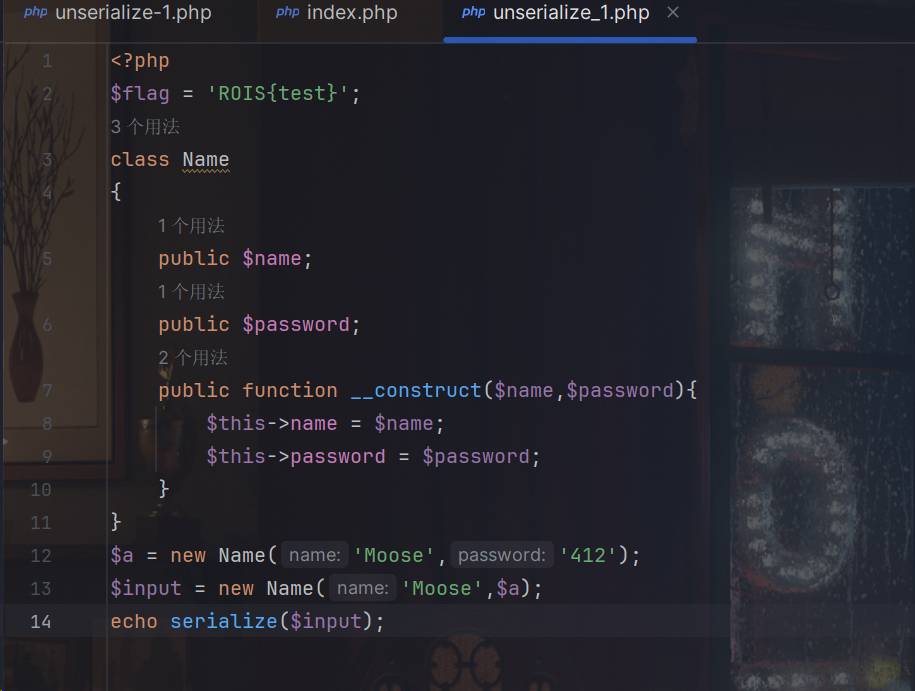 php unserialize-1.php php index.php php unserialize_1.php ×
1 <?php
2 $flag = 'ROIS{test}';
3 个用法
3 class Name
4 {
1 个用法
5 public $name;
1 个用法
6 public $password;
2 个用法
7 public function __construct($name,$password){
8 $this->name = $name;
9 $this->password = $password;
10 }
11 }
12 $a = new Name( name: 'Moose', password: '412');
13 $input = new Name( name: 'Moose',$a);
14 echo serialize($input);